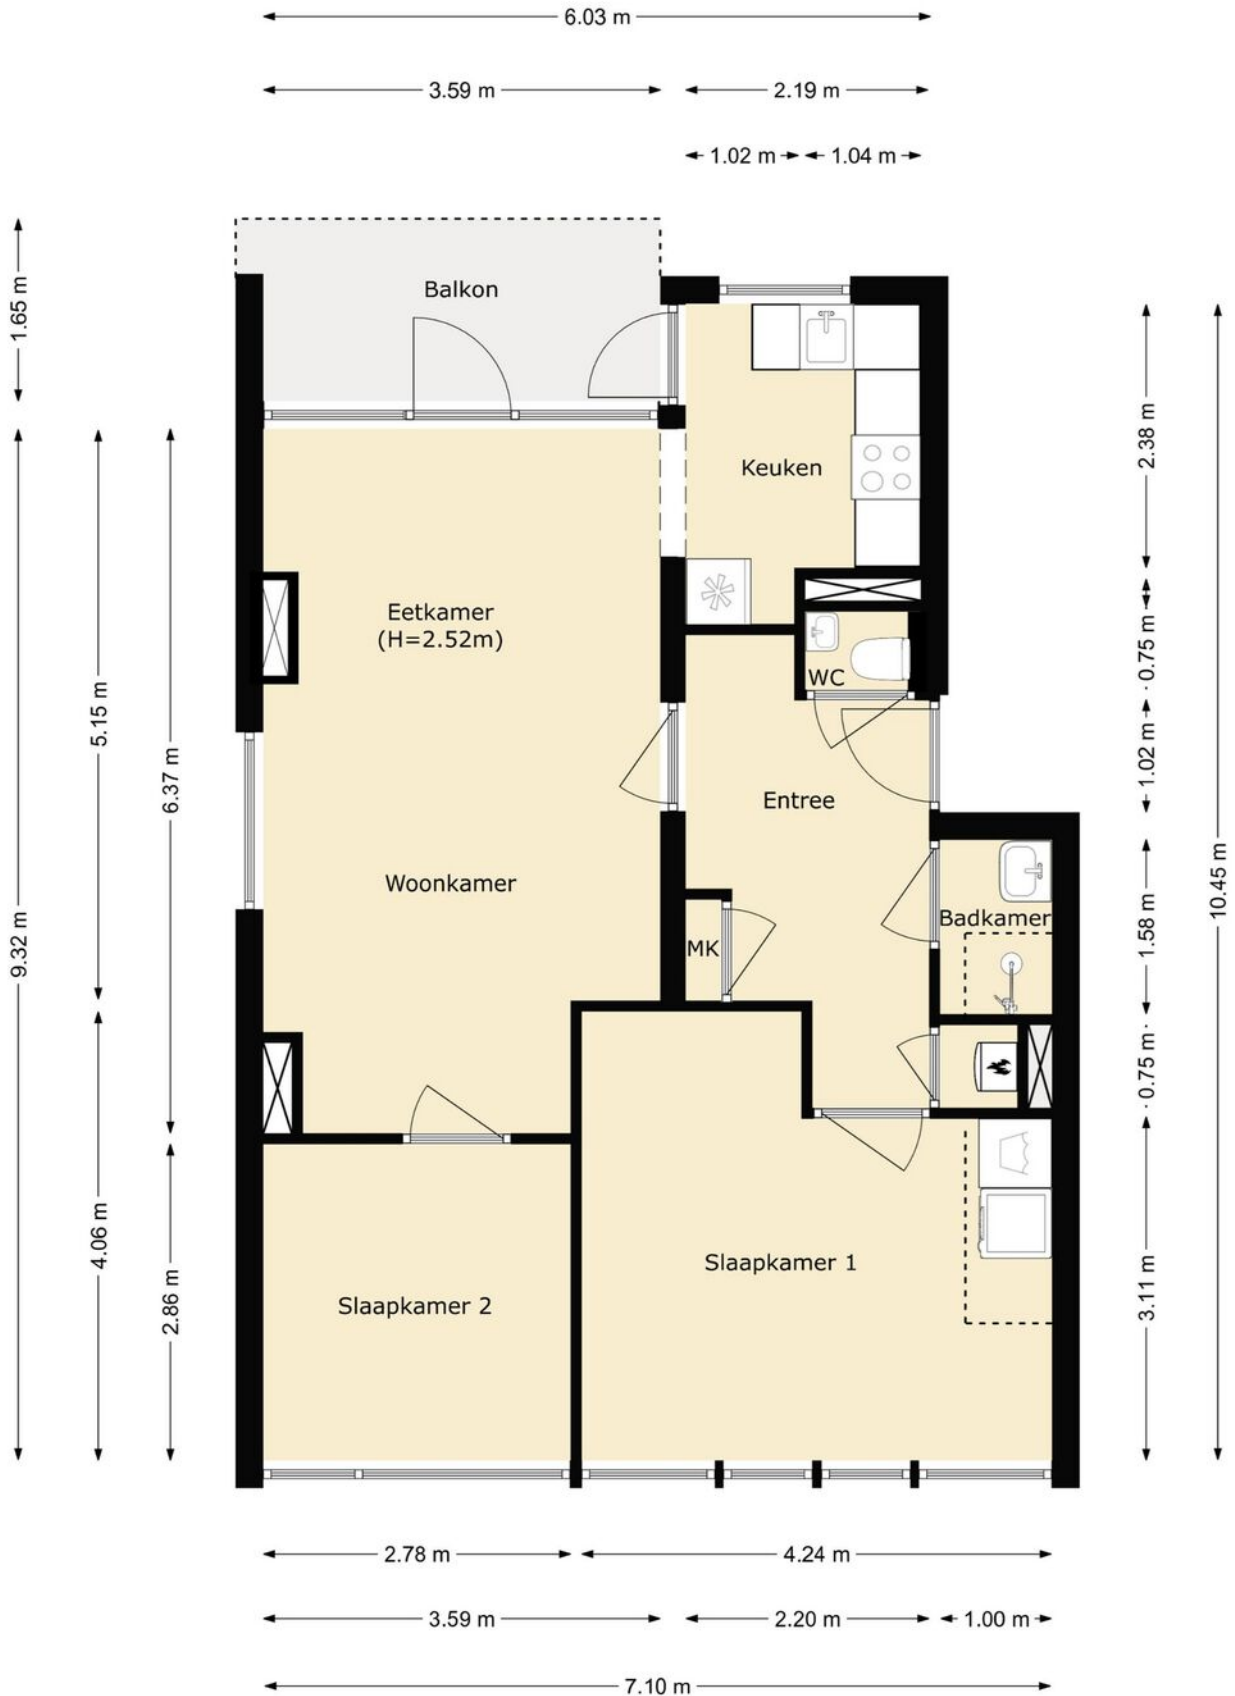 6.03 m
3.59 m
2.19 m
1.02 m
1.04 m
1.65 m
Balkon
2.38 m
Keuken
Eetkamer
(H=2.52m)
0.75 m
WC
5.15 m
6.37 m
1.02 m
Entree
Woonkamer
10.45 m
9.32 m
1.58 m
Badkamer
MK
0.75 m
4.06 m
2.86 m
3.11 m
Slaapkamer 1
Slaapkamer 2
2.78 m
4.24 m
3.59 m
2.20 m
1.00 m
7.10 m